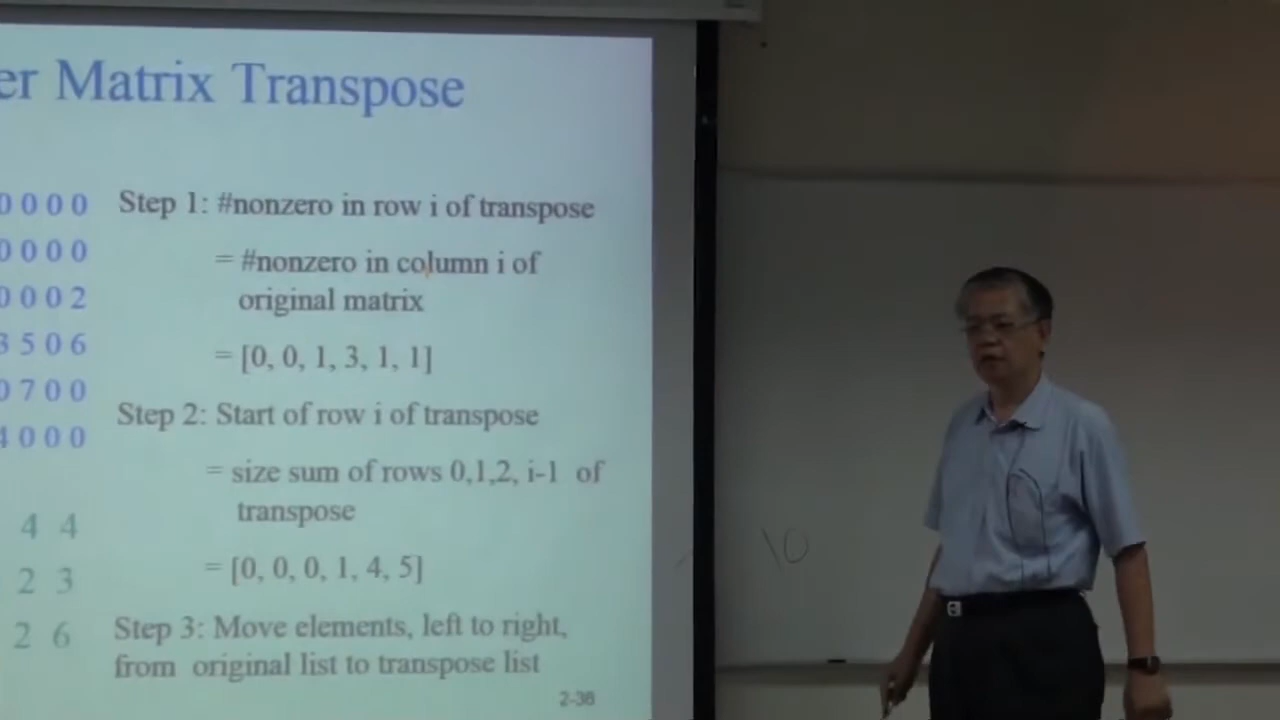 er Matrix Transpose
0 0 0 0
0 0 0 0
0 0 0 2
3 5 0 6
0 7 0 0
4 0 0 0
4 4
2 3
2 6
Step 1: #nonzero in row i of transpose
= #nonzero in column i of
original matrix
= [0, 0, 1, 3, 1, 1]
Step 2: Start of row i of transpose
= size sum of rows 0,1,2, i-1 of
transpose
= [0, 0, 0, 1, 4, 5]
Step 3: Move elements, left to right,
from original list to transpose list
2-36
10